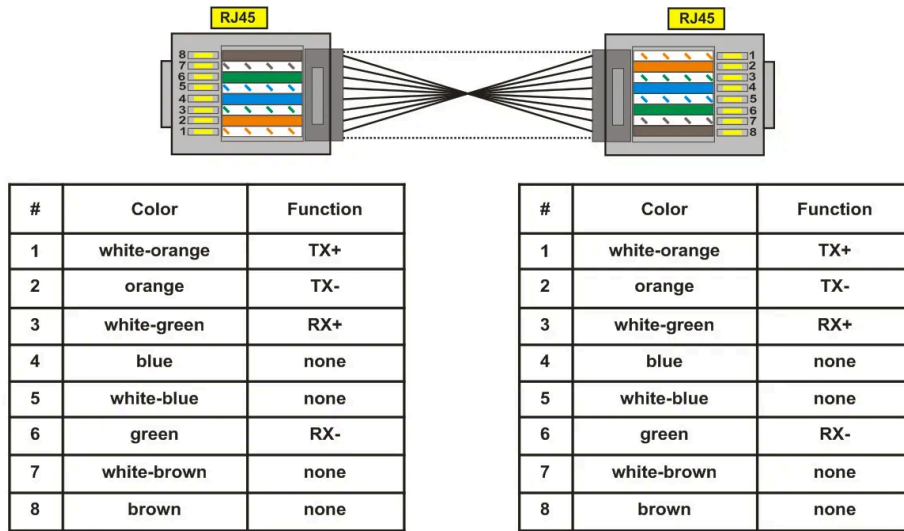 RJ45
8
7
6
5
4
3
2
1
RJ45
1
2
3
4
5
6
7
8
# Color Function
1 white-orange TX+
2 orange TX-
3 white-green RX+
4 blue none
5 white-blue none
6 green RX-
7 white-brown none
8 brown none
# Color Function
1 white-orange TX+
2 orange TX-
3 white-green RX+
4 blue none
5 white-blue none
6 green RX-
7 white-brown none
8 brown none